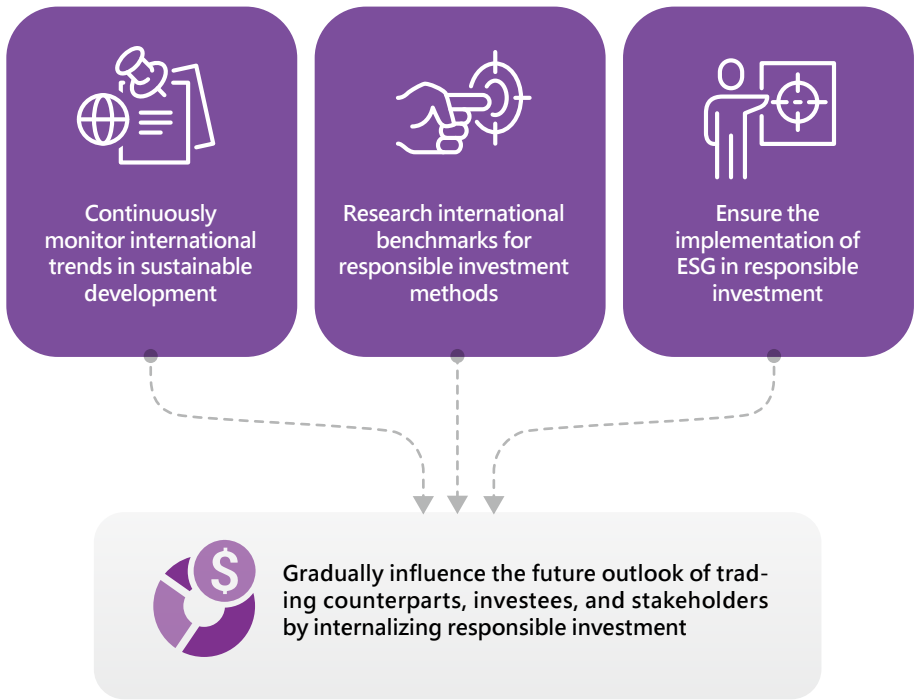 Continuously
monitor international
trends in sustainable
development
Research international
benchmarks for
responsible investment
methods
Ensure the
implementation of
ESG in responsible
investment
$
Gradually influence the future outlook of trad-
ing counterparts, investees, and stakeholders
by internalizing responsible investment